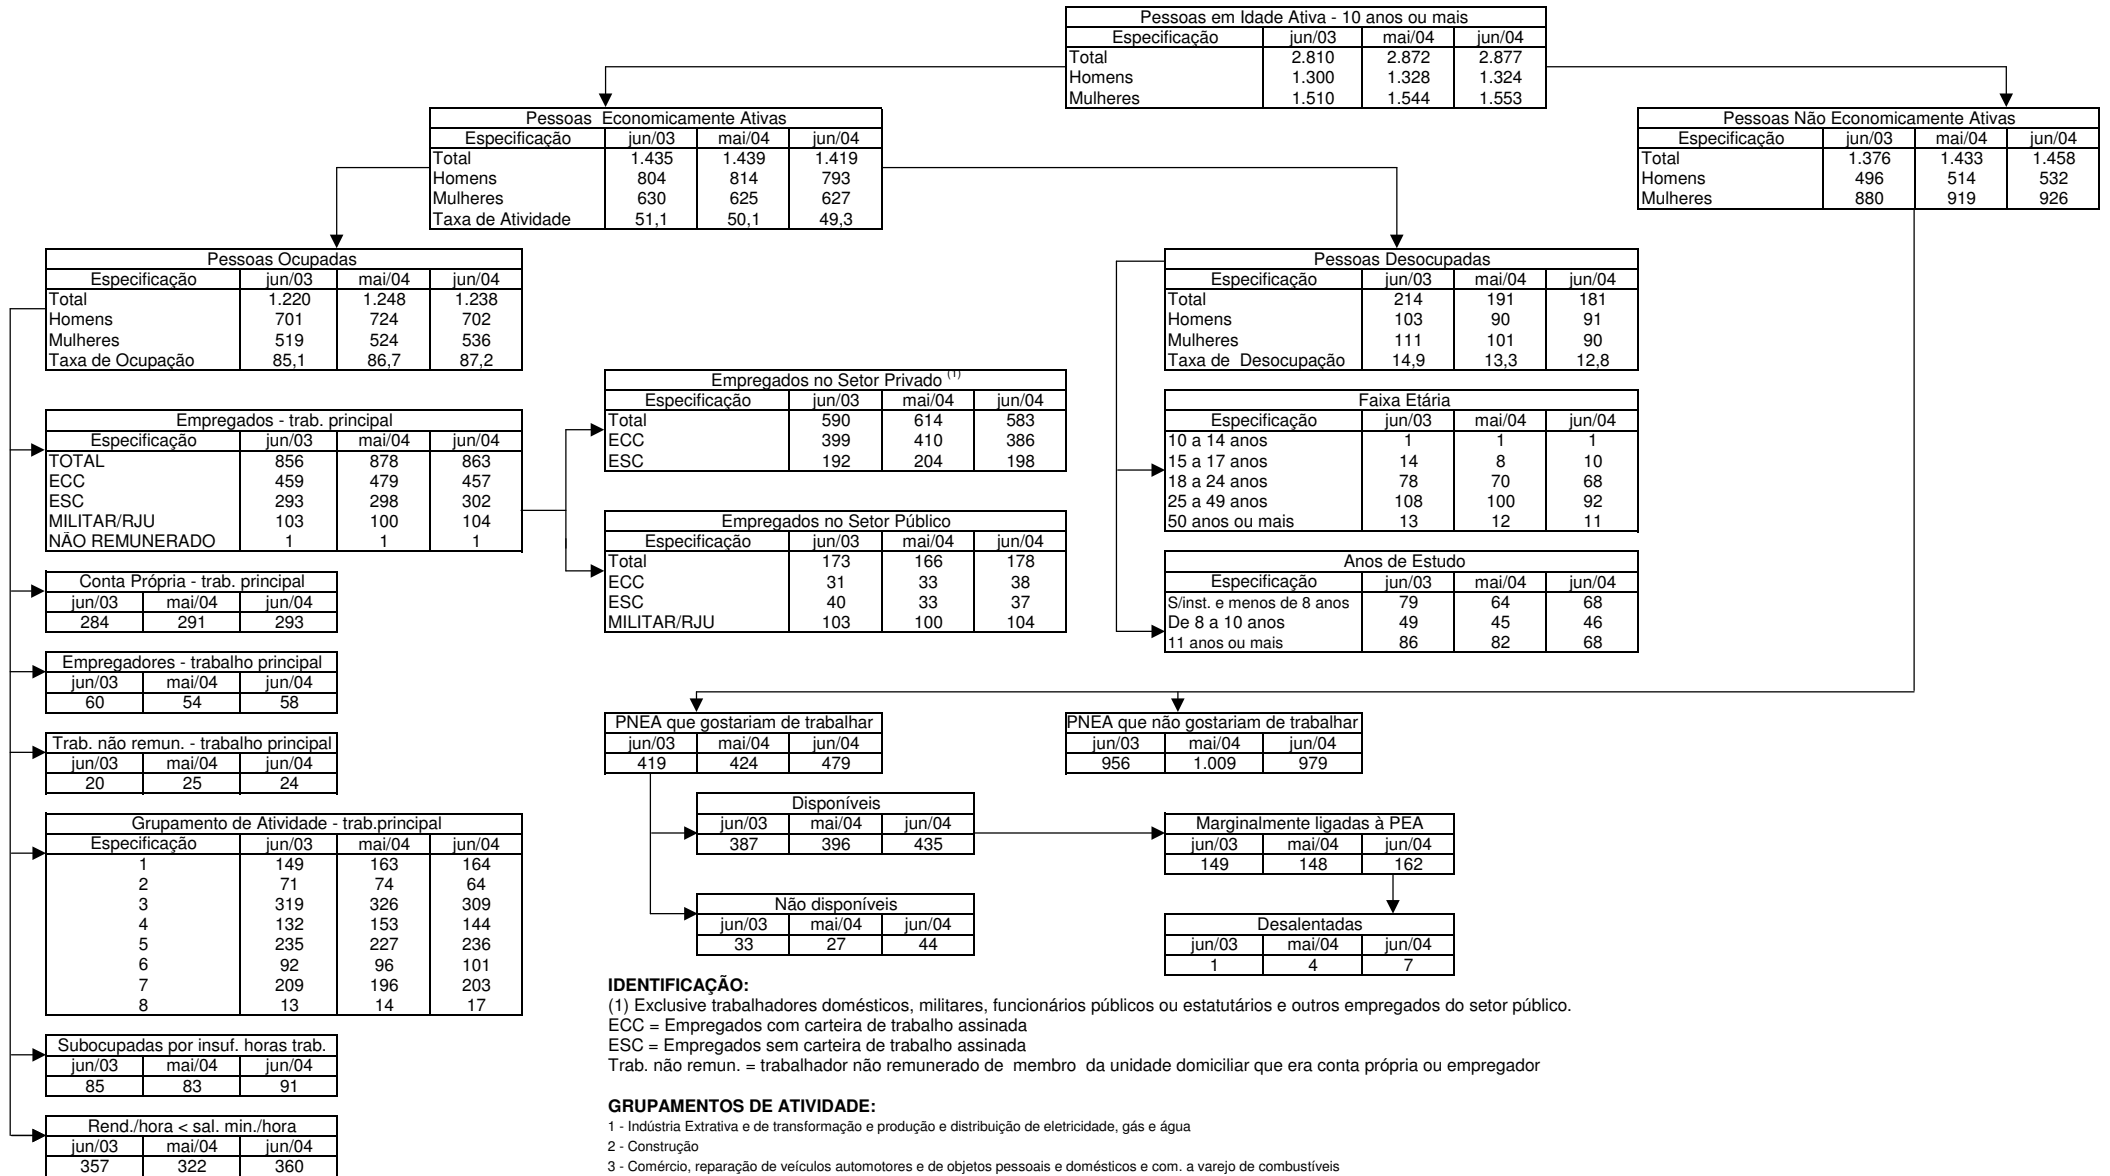 Pessoas em Idade Ativa - 10 anos ou mais
Especificação jun/03 mai/04 jun/04
Total 2.810 2.872 2.877
Homens 1.300 1.328 1.324
Mulheres 1.510 1.544 1.553
Pessoas Economicamente Ativas
Especificação jun/03 mai/04 jun/04
Total 1.435 1.439 1.419
Homens 804 814 793
Mulheres 630 625 627
Taxa de Atividade 51,1 50,1 49,3
Pessoas Não Economicamente Ativas
Especificação jun/03 mai/04 jun/04
Total 1.376 1.433 1.458
Homens 496 514 532
Mulheres 880 919 926
Pessoas Ocupadas
Especificação jun/03 mai/04 jun/04
Total 1.220 1.248 1.238
Homens 701 724 702
Mulheres 519 524 536
Taxa de Ocupação 85,1 86,7 87,2
Pessoas Desocupadas
Especificação jun/03 mai/04 jun/04
Total 214 191 181
Homens 103 90 91
Mulheres 111 101 90
Taxa de Desocupação 14,9 13,3 12,8
Empregados - trab. principal
Especificação jun/03 mai/04 jun/04
TOTAL 856 878 863
ECC 459 479 457
ESC 293 298 302
MILITAR/RJU 103 100 104
NÃO REMUNERADO 1 1 1
Empregados no Setor Privado (1)
Especificação jun/03 mai/04 jun/04
Total 590 614 583
ECC 399 410 386
ESC 192 204 198
Empregados no Setor Público
Especificação jun/03 mai/04 jun/04
Total 173 166 178
ECC 31 33 38
ESC 40 33 37
MILITAR/RJU 103 100 104
Faixa Etária
Especificação jun/03 mai/04 jun/04
10 a 14 anos 1 1 1
15 a 17 anos 14 8 10
18 a 24 anos 78 70 68
25 a 49 anos 108 100 92
50 anos ou mais 13 12 11
Anos de Estudo
Especificação jun/03 mai/04 jun/04
S/inst. e menos de 8 anos 79 64 68
De 8 a 10 anos 49 45 46
11 anos ou mais 86 82 68
Conta Própria - trab. principal
jun/03 mai/04 jun/04
284 291 293
Empregadores - trabalho principal
jun/03 mai/04 jun/04
60 54 58
Trab. não remun. - trabalho principal
jun/03 mai/04 jun/04
20 25 24
Grupamento de Atividade - trab.principal
Especificação jun/03 mai/04 jun/04
1 149 163 164
2 71 74 64
3 319 326 309
4 132 153 144
5 235 227 236
6 92 96 101
7 209 196 203
8 13 14 17
Subocupadas por insuf. horas trab.
jun/03 mai/04 jun/04
85 83 91
Rend./hora < sal. min./hora
jun/03 mai/04 jun/04
357 322 360
PNEA que gostariam de trabalhar
jun/03 mai/04 jun/04
419 424 479
PNEA que não gostariam de trabalhar
jun/03 mai/04 jun/04
956 1.009 979
Disponíveis
jun/03 mai/04 jun/04
387 396 435
Marginalmente ligadas à PEA
jun/03 mai/04 jun/04
149 148 162
Não disponíveis
jun/03 mai/04 jun/04
33 27 44
Desalentadas
jun/03 mai/04 jun/04
1 4 7
IDENTIFICAÇÃO:
(1) Exclusive trabalhadores domésticos, militares, funcionários públicos ou estatutários e outros empregados do setor público.
ECC = Empregados com carteira de trabalho assinada
ESC = Empregados sem carteira de trabalho assinada
Trab. não remun. = trabalhador não remunerado de membro da unidade domiciliar que era conta própria ou empregador
GRUPAMENTOS DE ATIVIDADE:
1 - Indústria Extrativa e de transformação e produção e distribuição de eletricidade, gás e água
2 - Construção
3 - Comércio, reparação de veículos automotores e de objetos pessoais e domésticos e com. a varejo de combustíveis